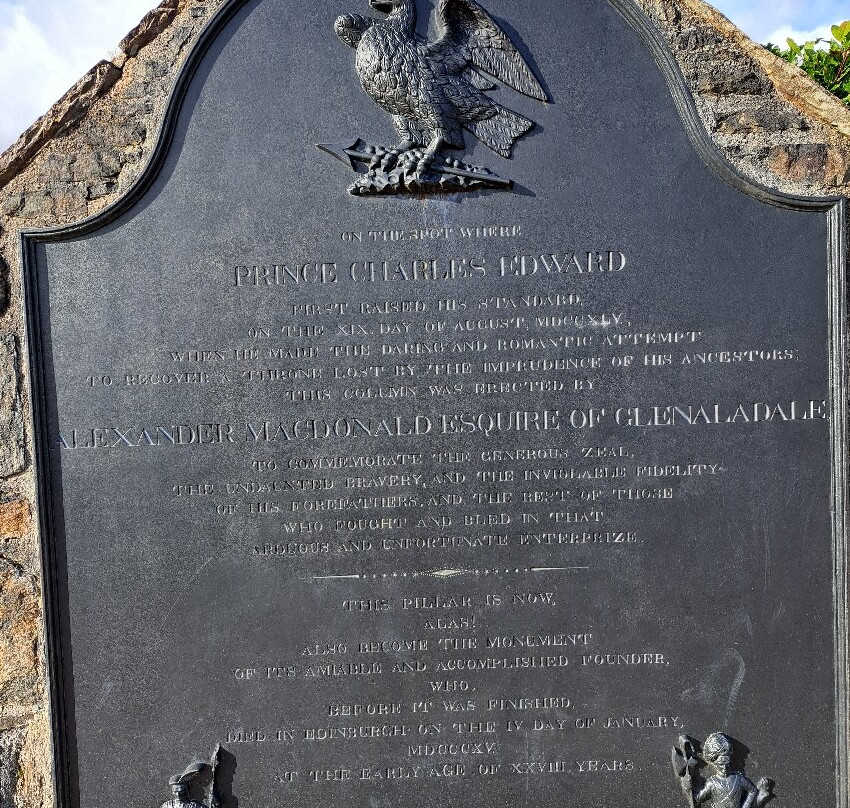 ON THE SPOT WHERE
PRINCE CHARLES EDWARD
FIRST RAISED HIS STANDARD,
ON THE XIX. DAY OF AUGUST, MDCCXLV,
WHEN HE MADE THE DARING AND ROMANTIC ATTEMPT
TO RECOVER A THRONE LOST BY THE IMPRUDENCE OF HIS ANCESTORS;
THIS COLUMN WAS ERECTED BY
ALEXANDER MACDONALD ESQUIRE OF GLENALADALE,
TO COMMEMORATE THE GENEROUS ZEAL,
THE UNDAUNTED BRAVERY, AND THE INVIOLABLE FIDELITY
OF HIS FOREFATHERS, AND THE REST OF THOSE
WHO FOUGHT AND BLED IN THAT
ARDUOUS AND UNFORTUNATE ENTERPRIZE.
THIS PILLAR IS NOW,
ALAS!
ALSO BECOME THE MONUMENT
OF ITS AMIABLE AND ACCOMPLISHED FOUNDER,
WHO,
BEFORE IT WAS FINISHED,
DIED IN EDINBURGH ON THE IV DAY OF JANUARY,
MDCCCXV,
AT THE EARLY AGE OF XXVIII, YEARS.